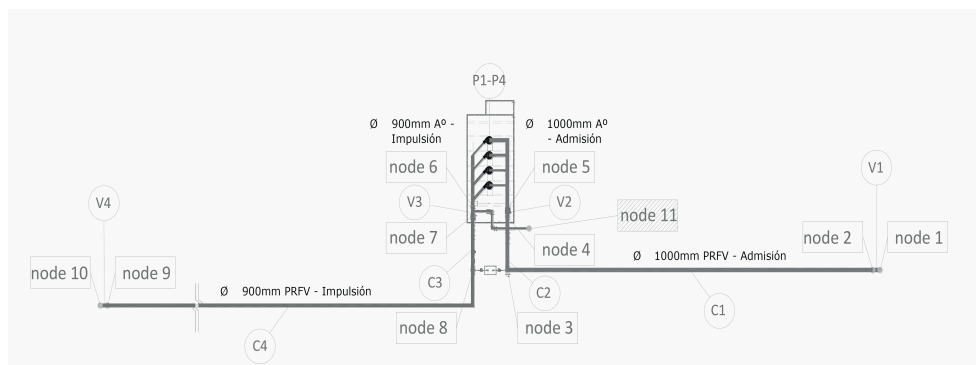 P1-P4
Ø 900mm Aº -
Impulsión
Ø 1000mm Aº
- Admisión
node 6
node 5
V1
V4
V3
V2
node 11
node 7
node 4
node 2
node 1
Ø 1000mm PRFV - Admisión
node 10
node 9
C3
C2
Ø 900mm PRFV - Impulsión
C1
node 8
node 3
C4